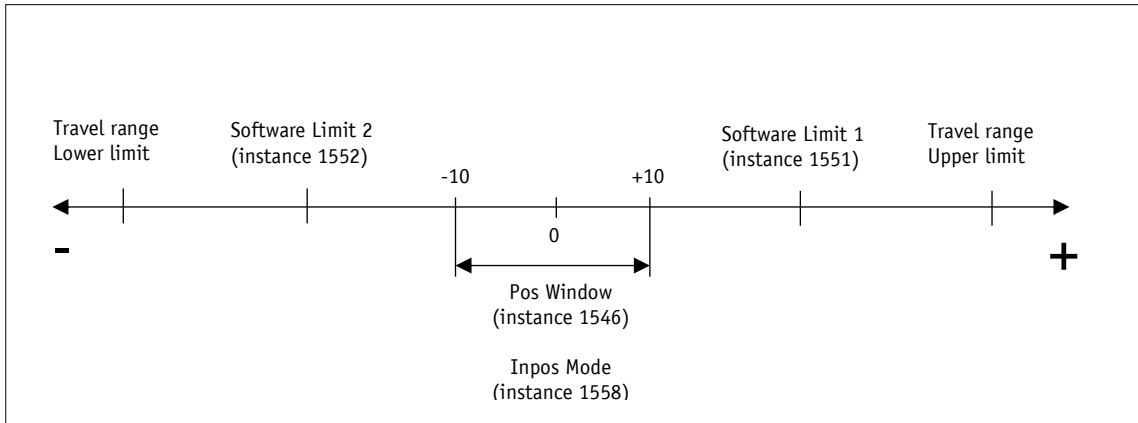 Travel range
Lower limit
Software Limit 2
(instance 1552)
Software Limit 1
(instance 1551)
Travel range
Upper limit
-10
+10
0
-
+
Pos Window
(instance 1546)
Inpos Mode
(instance 1558)